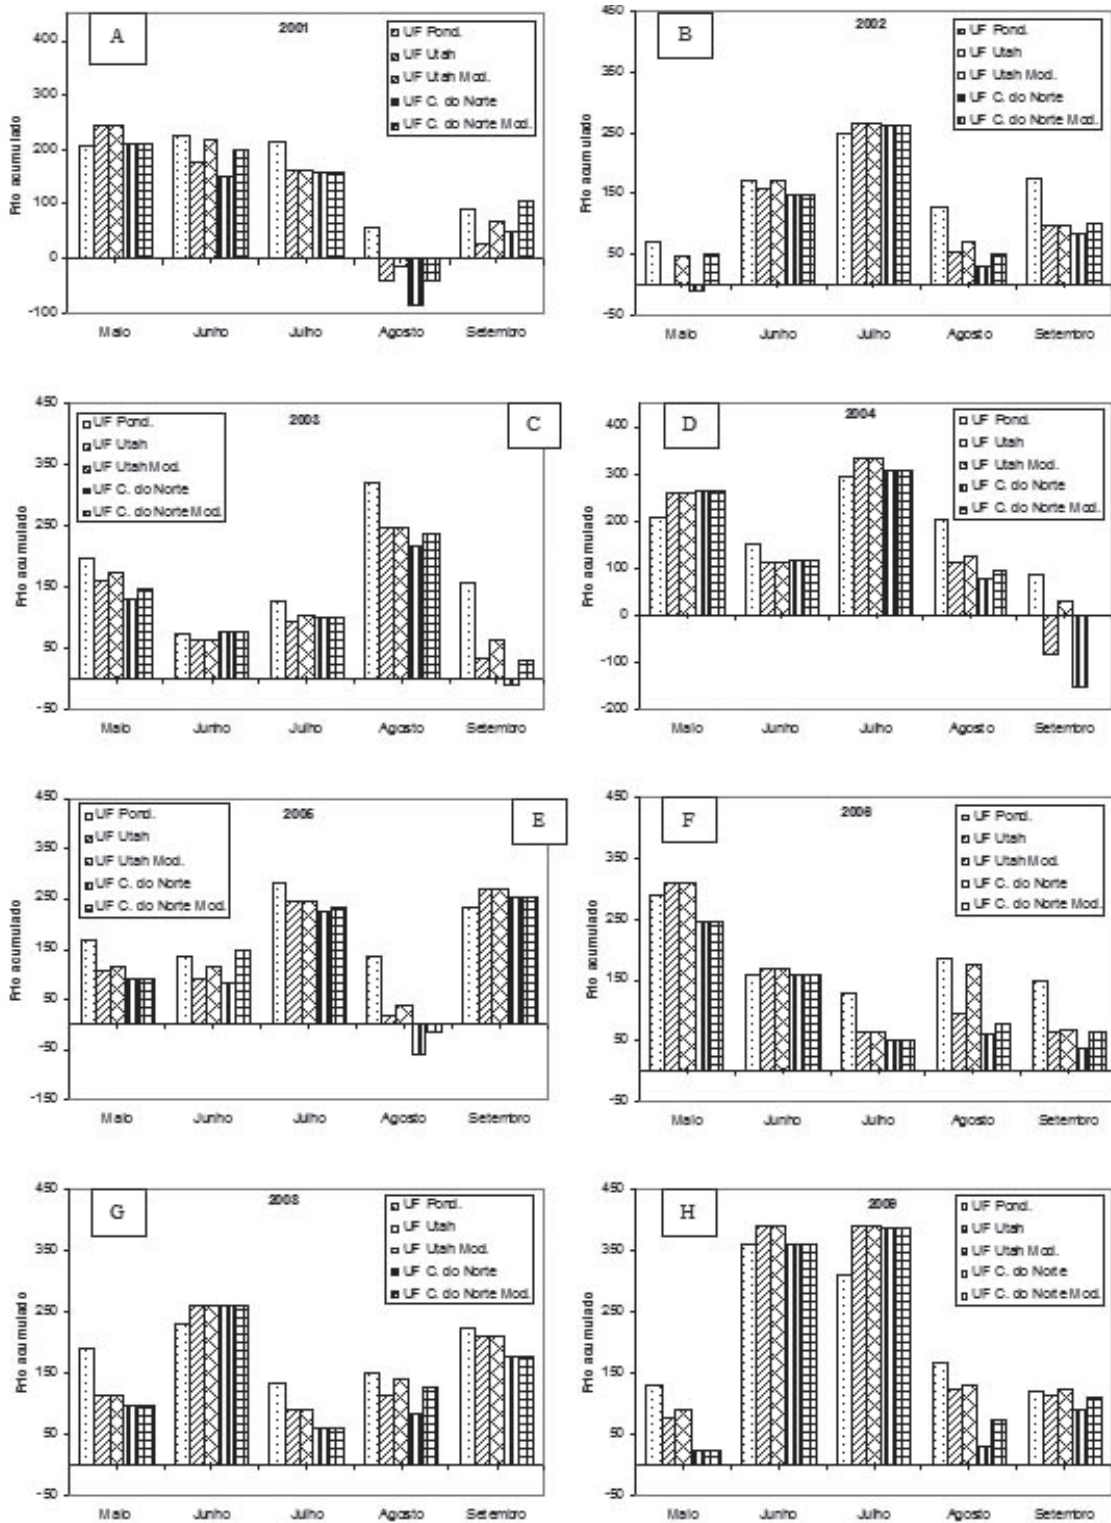 A
2001
UF Pond.
UF Utah
UF Utah Mod.
UF C. do Norte
UF C. do Norte Mod.
Frio acumulado
400
300
200
100
0
-100
Maio Junho Julho Agosto Setembro
B
2002
UF Pond.
UF Utah
UF Utah Mod.
UF C. do Norte
UF C. do Norte Mod.
Frio acumulado
450
350
250
150
50
-50
Maio Junho Julho Agosto Setembro
C
2003
UF Pond.
UF Utah
UF Utah Mod.
UF C. do Norte
UF C. do Norte Mod.
Frio acumulado
450
350
250
150
50
-50
Maio Junho Julho Agosto Setembro
D
2004
UF Pond.
UF Utah
UF Utah Mod.
UF C. do Norte
UF C. do Norte Mod.
Frio acumulado
400
300
200
100
0
-100
-200
Maio Junho Julho Agosto Setembro
E
2005
UF Pond.
UF Utah
UF Utah Mod.
UF C. do Norte
UF C. do Norte Mod.
Frio acumulado
450
350
250
150
50
-50
-150
Maio Junho Julho Agosto Setembro
F
2006
UF Pond.
UF Utah
UF Utah Mod.
UF C. do Norte
UF C. do Norte Mod.
Frio acumulado
450
350
250
150
50
-50
Maio Junho Julho Agosto Setembro
G
2008
UF Pond.
UF Utah
UF Utah Mod.
UF C. do Norte
UF C. do Norte Mod.
Frio acumulado
450
350
250
150
50
-50
Maio Junho Julho Agosto Setembro
H
2009
UF Pond.
UF Utah
UF Utah Mod.
UF C. do Norte
UF C. do Norte Mod.
Frio acumulado
450
350
250
150
50
-50
Maio Junho Julho Agosto Setembro